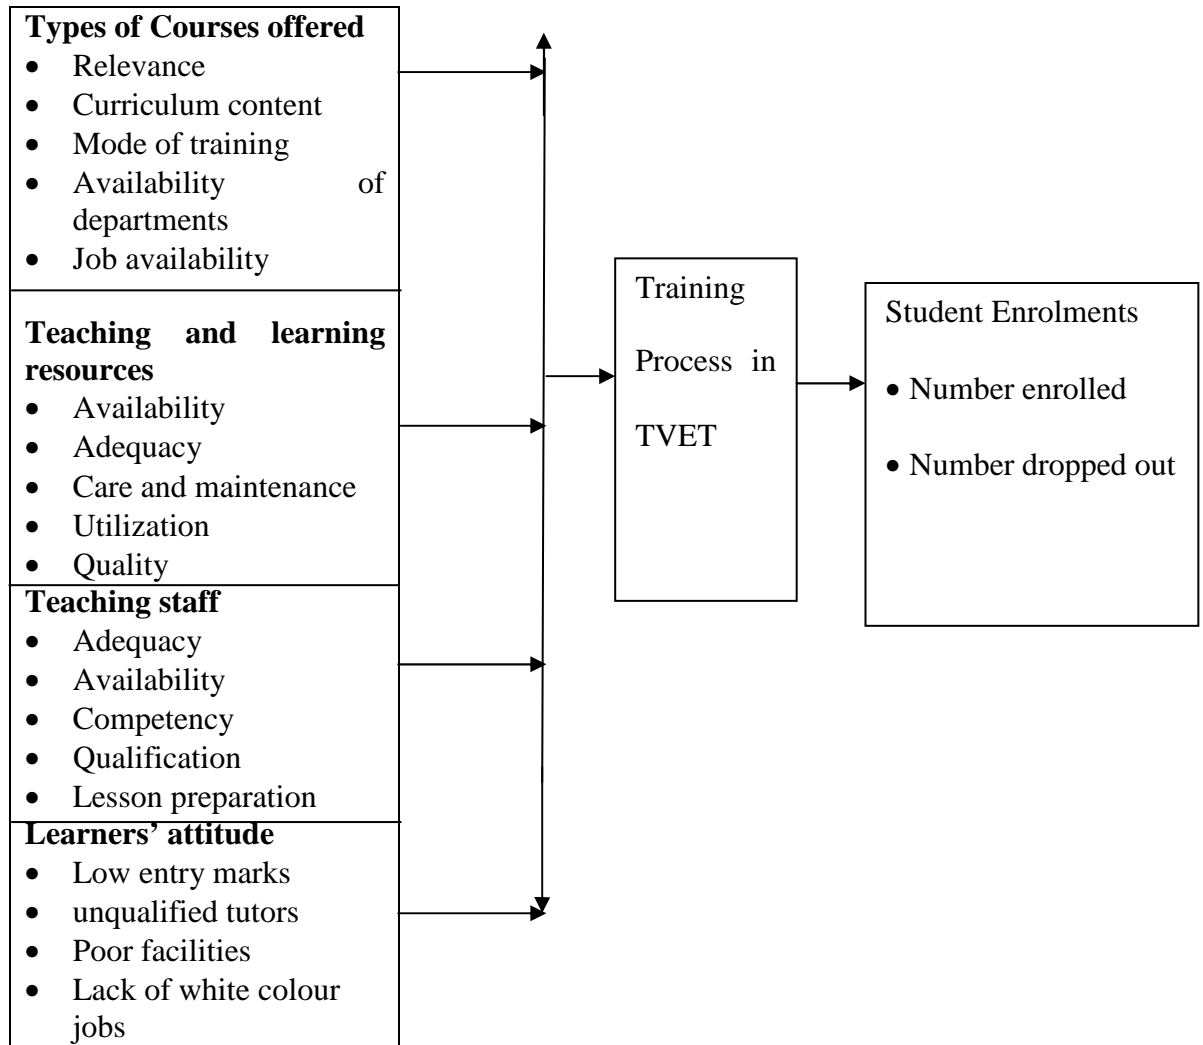 Types of Courses offered
• Relevance
• Curriculum content
• Mode of training
• Availability of
departments
• Job availability
Teaching and learning
resources
• Availability
• Adequacy
• Care and maintenance
• Utilization
• Quality
Teaching staff
• Adequacy
• Availability
• Competency
• Qualification
• Lesson preparation
Learners’ attitude
• Low entry marks
• unqualified tutors
• Poor facilities
• Lack of white colour
jobs
Training
Process in
TVET
Student Enrolments
• Number enrolled
• Number dropped out